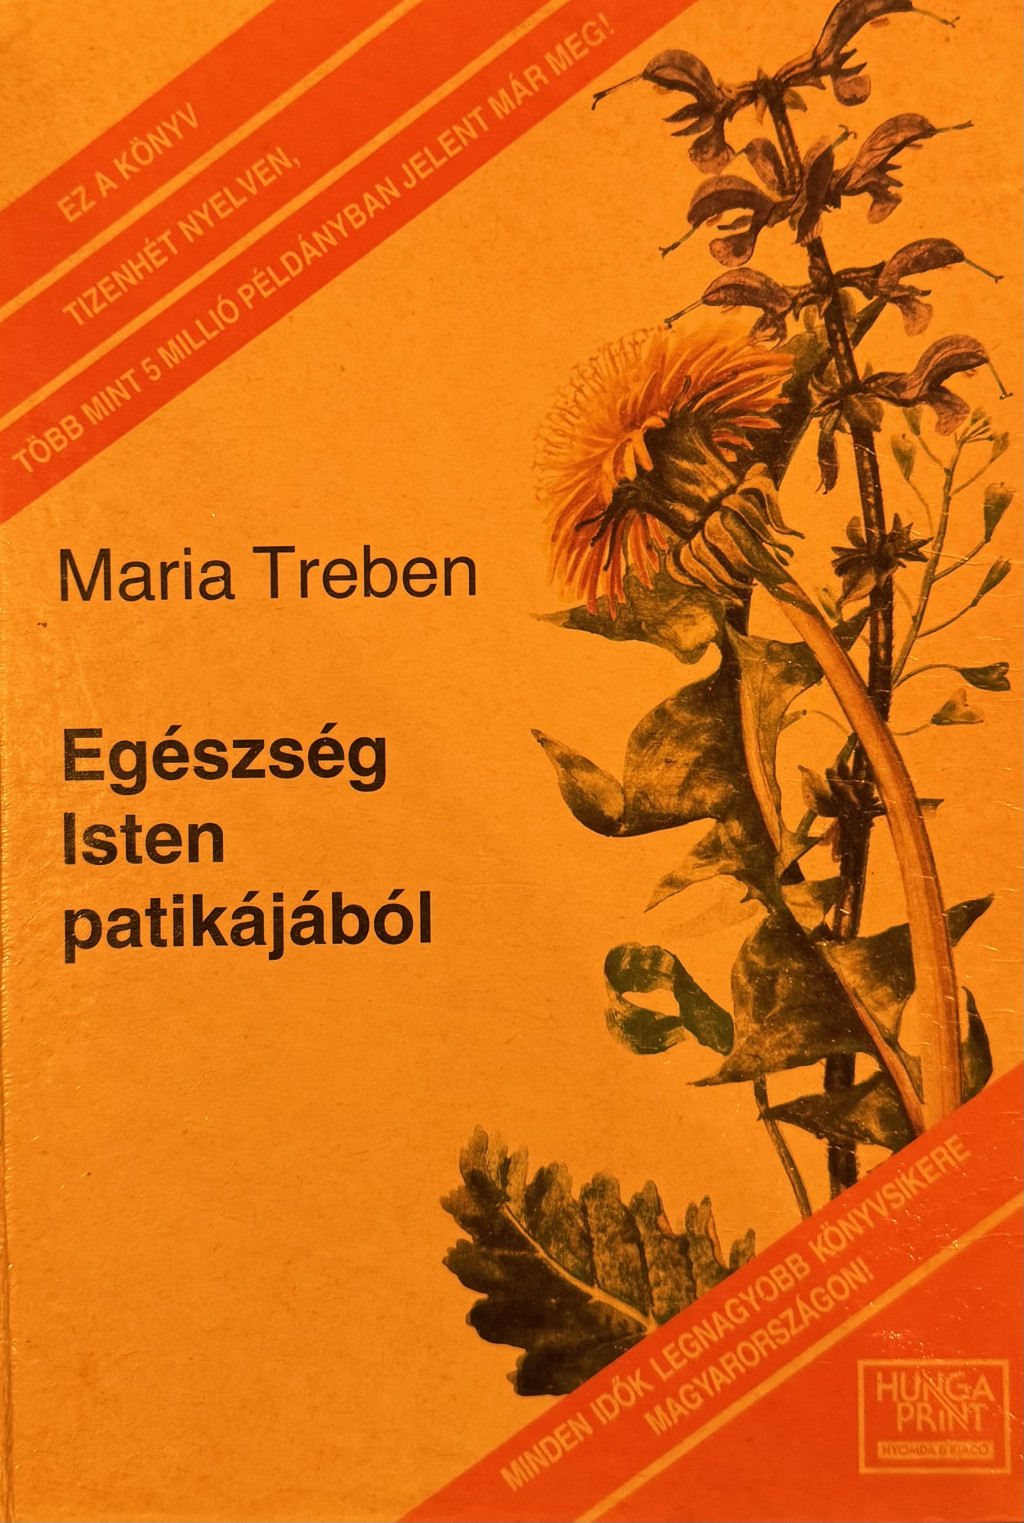 EZ A KÖNYV
TIZENHÉT NYELVEN,
TÖBB MINT 5 MILLIÓ PÉLDÁNYBAN JELENT MÁR MEG!
Maria Treben
Egészség
Isten
patikájából
MINDEN IDŐK LEGNAGYOBB KÖNYVSIKERE
MAGYARORSZÁGON!
HUNGA
PRINT
NYOMDA & KIADÓ